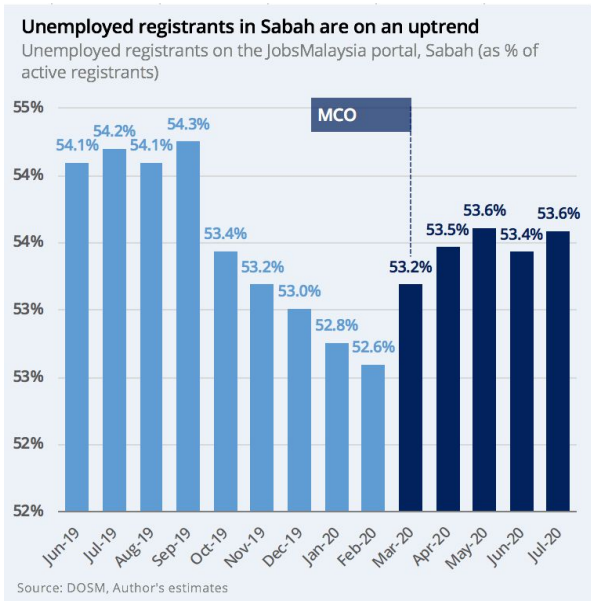 Unemployed registrants in Sabah are on an uptrend
Unemployed registrants on the JobsMalaysia portal, Sabah (as % of
active registrants)
55%
54%
54%
53%
53%
52%
52%
MCO
54.1%
54.2%
54.1%
54.3%
53.4%
53.2%
53.0%
52.8%
52.6%
53.2%
53.5%
53.6%
53.4%
53.6%
Jun-19
Jul-19
Aug-19
Sep-19
Oct-19
Nov-19
Dec-19
Jan-20
Feb-20
Mar-20
Apr-20
May-20
Jun-20
Jul-20
Source: DOSM, Author's estimates